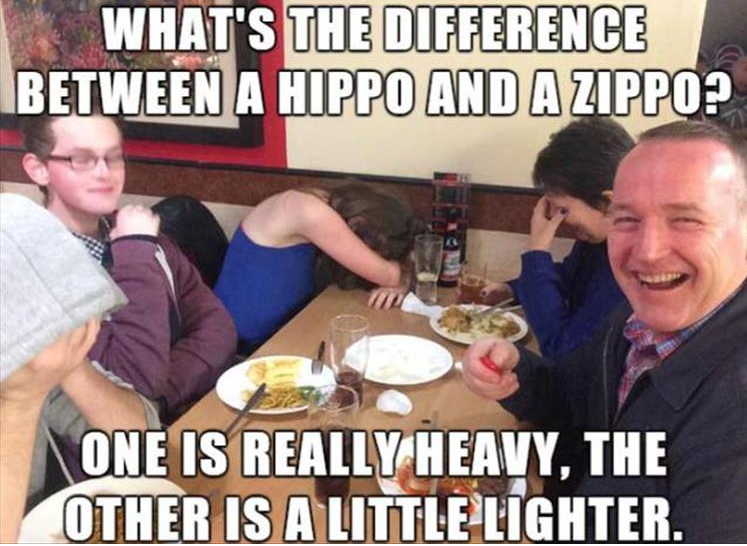 WHAT'S THE DIFFERENCE
BETWEEN A HIPPO AND A ZIPPO?
ONE IS REALLY HEAVY, THE
OTHER IS A LITTLE LIGHTER.